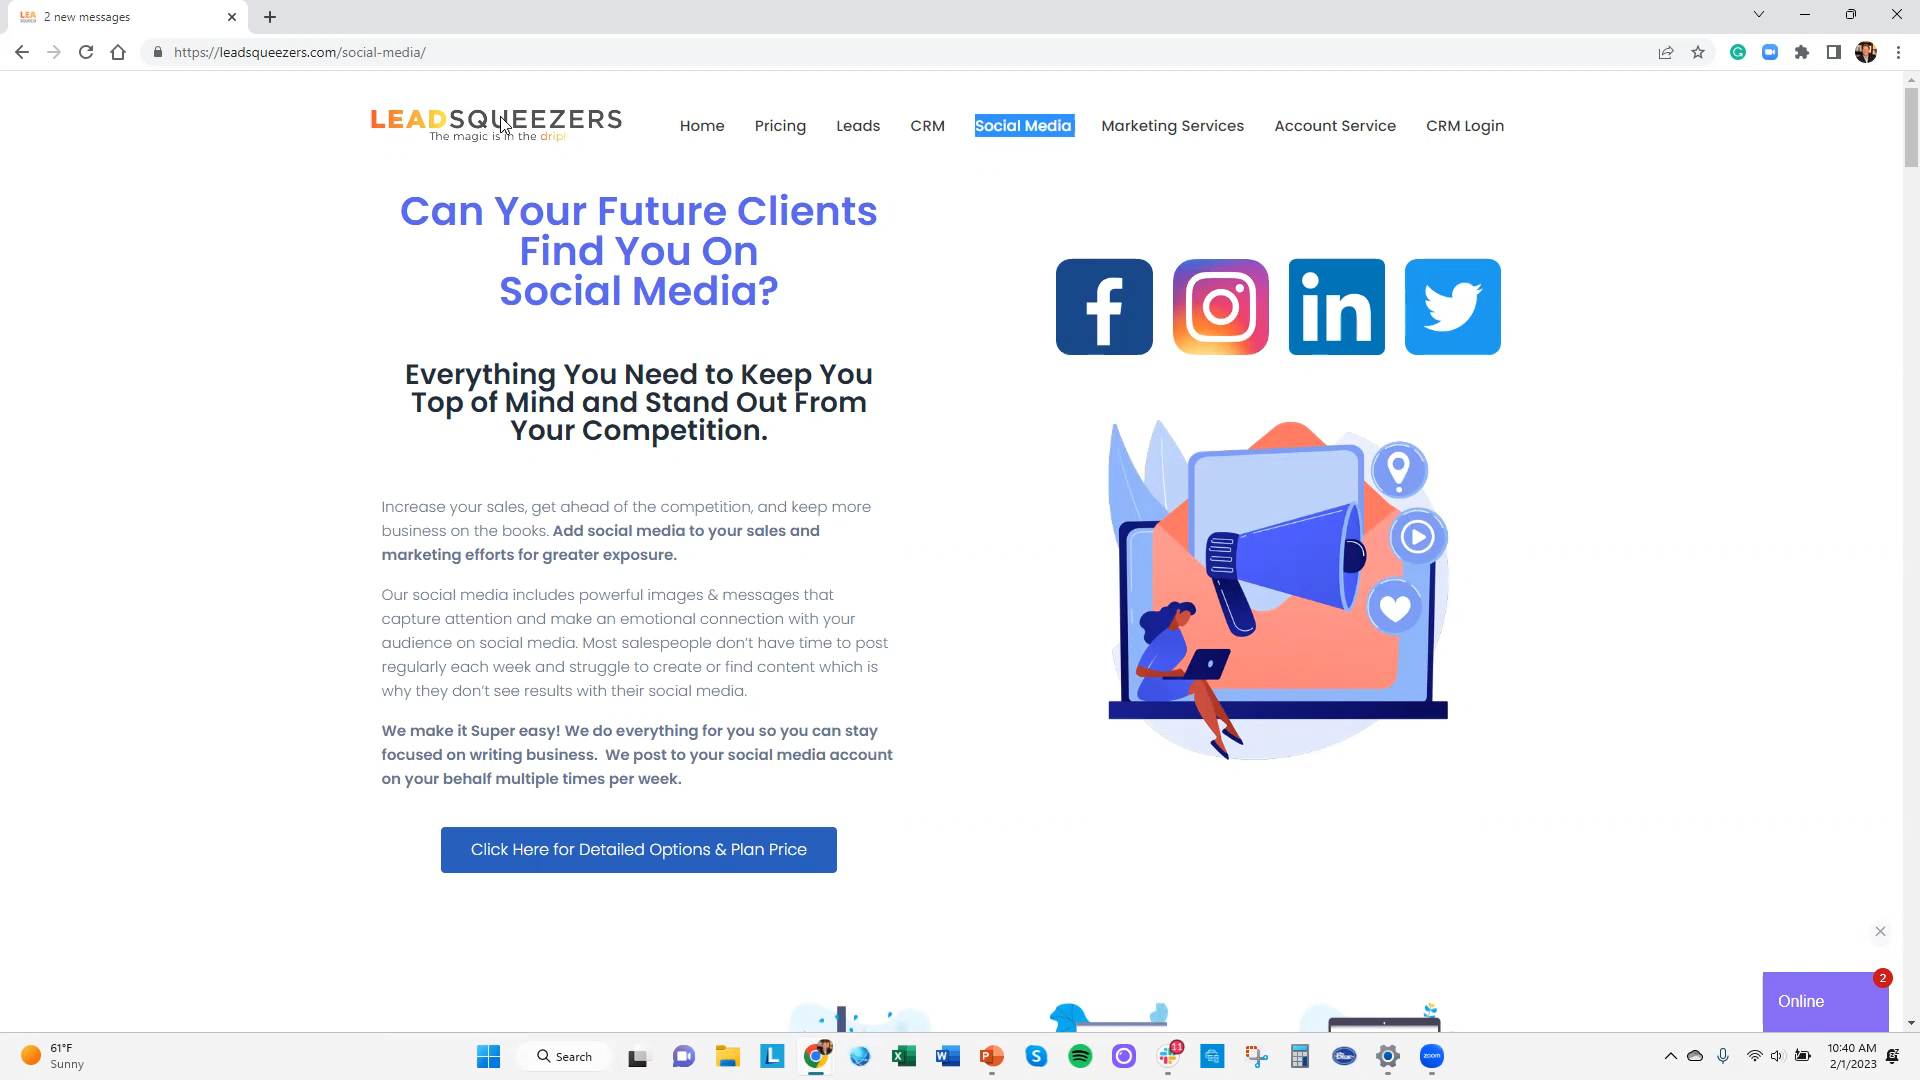 2 new messages
https://leadsqueezers.com/social-media/
LEADSQUEEZERS
The magic is in the drip!
Home
Pricing
Leads
CRM
Social Media
Marketing Services
Account Service
CRM Login
Can Your Future Clients
Find You On
Social Media?
Everything You Need to Keep You
Top of Mind and Stand Out From
Your Competition.
Increase your sales, get ahead of the competition, and keep more
business on the books. Add social media to your sales and
marketing efforts for greater exposure.
Our social media includes powerful images & messages that
capture attention and make an emotional connection with your
audience on social media. Most salespeople don’t have time to post
regularly each week and struggle to create or find content which is
why they don’t see results with their social media.
We make it Super easy! We do everything for you so you can stay
focused on writing business.  We post to your social media account
on your behalf multiple times per week.
Click Here for Detailed Options & Plan Price
2
Online
61°F
Sunny
Search
11
zoom
10:40 AM
2/1/2023